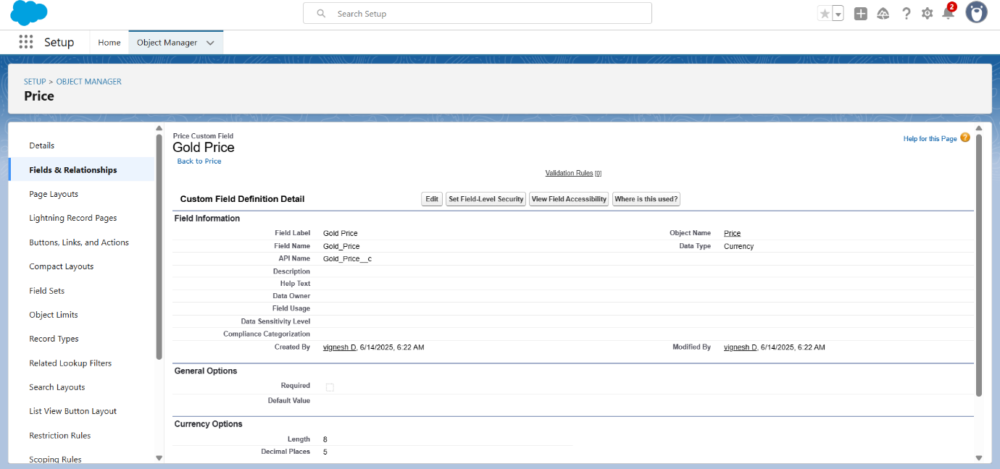 Search Setup
2
Setup
Home
Object Manager
SETUP > OBJECT MANAGER
Price
Details
Fields & Relationships
Page Layouts
Lightning Record Pages
Buttons, Links, and Actions
Compact Layouts
Field Sets
Object Limits
Record Types
Related Lookup Filters
Search Layouts
List View Button Layout
Restriction Rules
Scoping Rules
Price Custom Field
Gold Price
Back to Price
Help for this Page ?
Validation Rules [0]
Custom Field Definition Detail
Edit Set Field-Level Security View Field Accessibility Where is this used?
Field Information
Field Label Gold Price Object Name Price
Field Name Gold_Price Data Type Currency
API Name Gold_Price__c
Description
Help Text
Data Owner
Field Usage
Data Sensitivity Level
Compliance Categorization
Created By vignesh D, 6/14/2025, 6:22 AM Modified By vignesh D, 6/14/2025, 6:22 AM
General Options
Required
Default Value
Currency Options
Length 8
Decimal Places 5